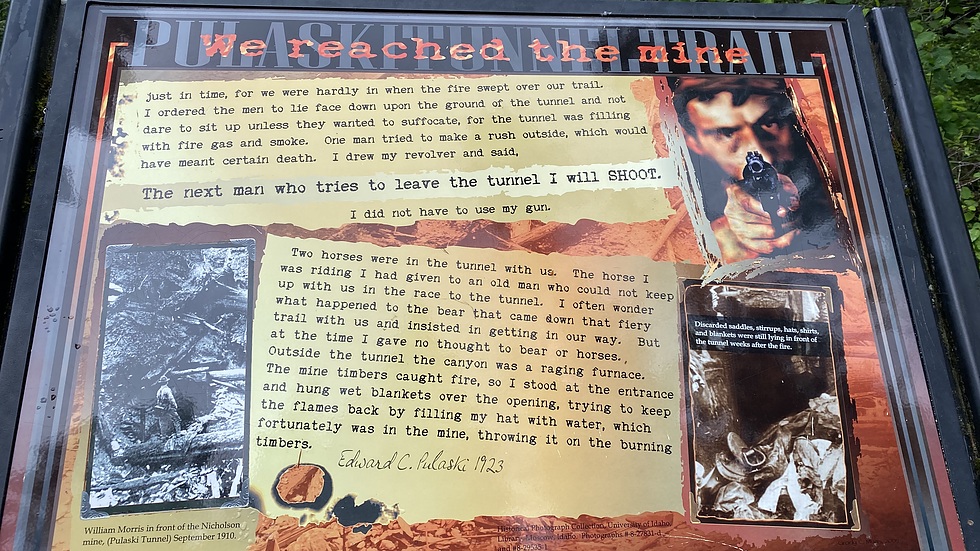 PULASKI TUNNEL TRAIL
We reached the mine
just in time, for we were hardly in when the fire swept over our trail.
I ordered the men to lie face down upon the ground of the tunnel and not
dare to sit up unless they wanted to suffocate, for the tunnel was filling
with fire gas and smoke. One man tried to make a rush outside, which would
have meant certain death. I drew my revolver and said,
The next man who tries to leave the tunnel I will SHOOT.
I did not have to use my gun.
Two horses were in the tunnel with us. The horse I
was riding I had given to an old man who could not keep
up with us in the race to the tunnel. I often wonder
what happened to the bear that came down that fiery
trail with us and insisted in getting in our way. But
at the time I gave no thought to bear or horses.
Outside the tunnel the canyon was a raging furnace.
The mine timbers caught fire, so I stood at the entrance
and hung wet blankets over the opening, trying to keep
the flames back by filling my hat with water, which
fortunately was in the mine, throwing it on the burning
timbers.
Edward C. Pulaski 1923
Discarded saddles, stirrups, hats, shirts,
and blankets were still lying in front of
the tunnel weeks after the fire.
William Morris in front of the Nicholson
mine, (Pulaski Tunnel) September 1910.
Historical Photograph Collection, University of Idaho
Library, Moscow, Idaho. Photographs
and